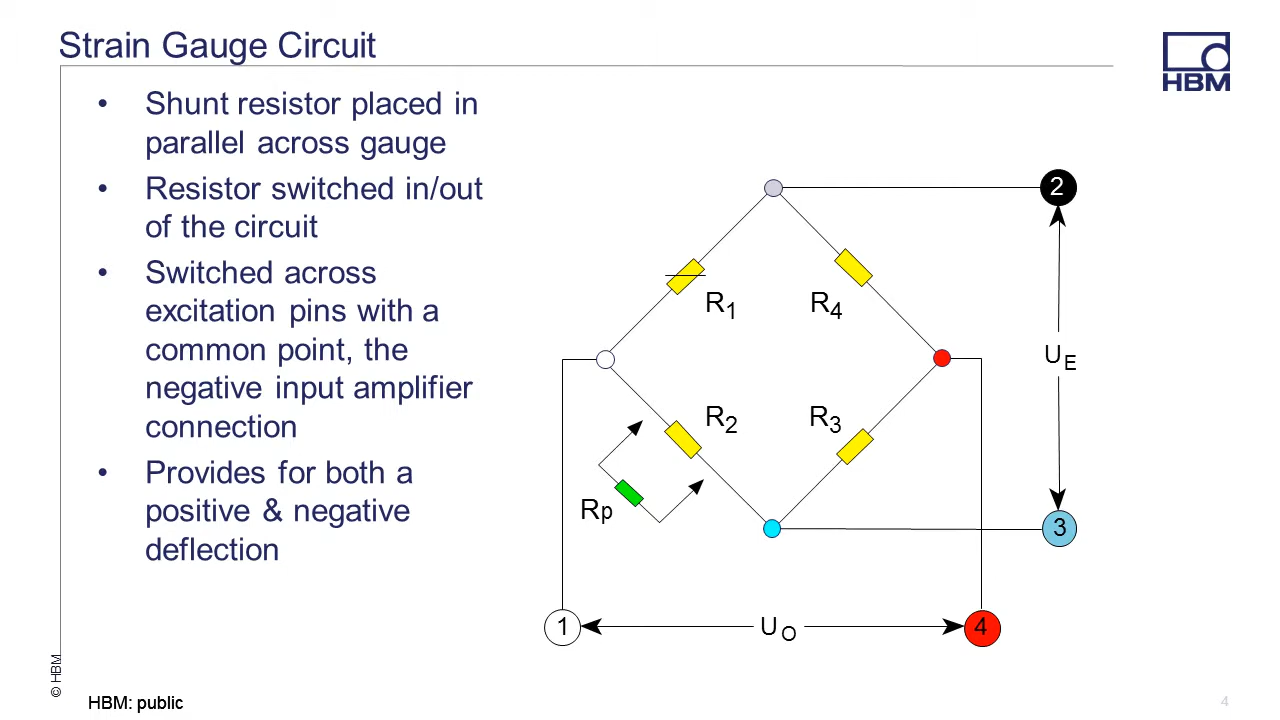 Strain Gauge Circuit
HBM
• Shunt resistor placed in
parallel across gauge
• Resistor switched in/out
of the circuit
• Switched across
excitation pins with a
common point, the
negative input amplifier
connection
• Provides for both a
positive & negative
deflection
2
R1
R4
UE
R2
R3
Rp
3
1
UO
4
© HBM
HBM: public
4